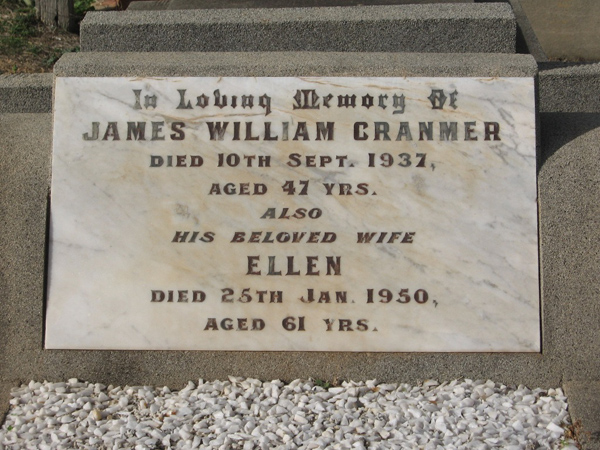 In Loving Memory Of
JAMES WILLIAM CRANMER
DIED 10TH SEPT. 1937,
AGED 47 YRS.
ALSO
HIS BELOVED WIFE
ELLEN
DIED 25TH JAN. 1950,
AGED 61 YRS.